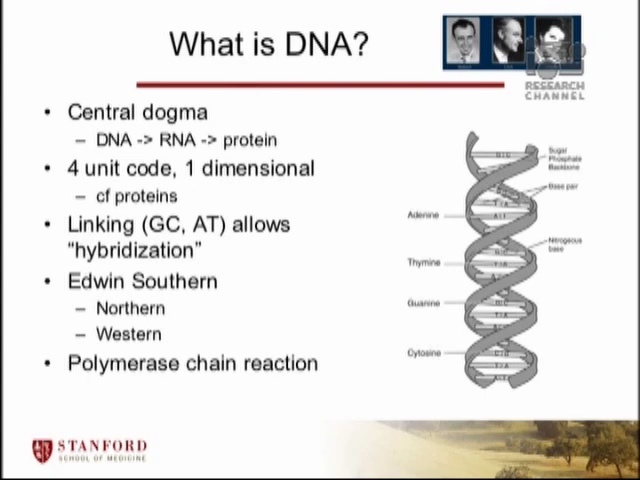 What is DNA?
RESEARCH
CHANNEL
• Central dogma
– DNA -> RNA -> protein
• 4 unit code, 1 dimensional
– cf proteins
• Linking (GC, AT) allows
“hybridization”
• Edwin Southern
– Northern
– Western
• Polymerase chain reaction
Sugar
Phosphate
Backbone
Base pair
Adenine
Nitrogeous
base
Thymine
Guanine
Cytosine
STANFORD
SCHOOL OF MEDICINE